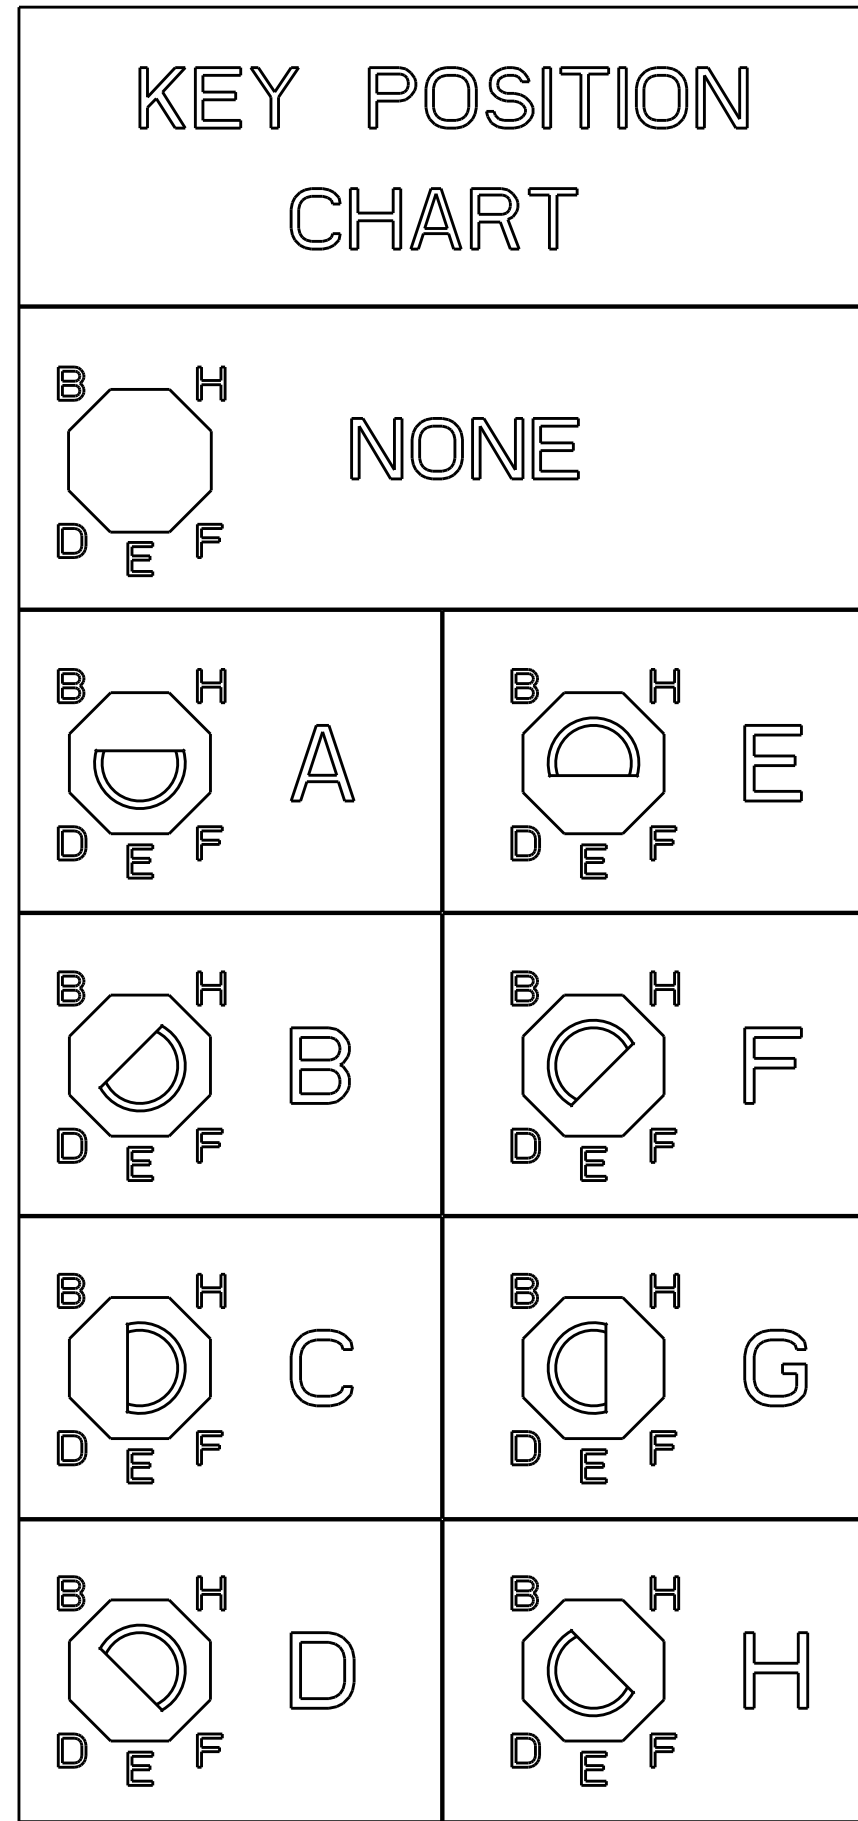 KEY POSITION
CHART
B H
NONE
D E F
B H B H
A E
D E F D E F
B H B H
B F
D E F D E F
B H B H
C G
D E F D E F
B H B H
D H
D E F D E F